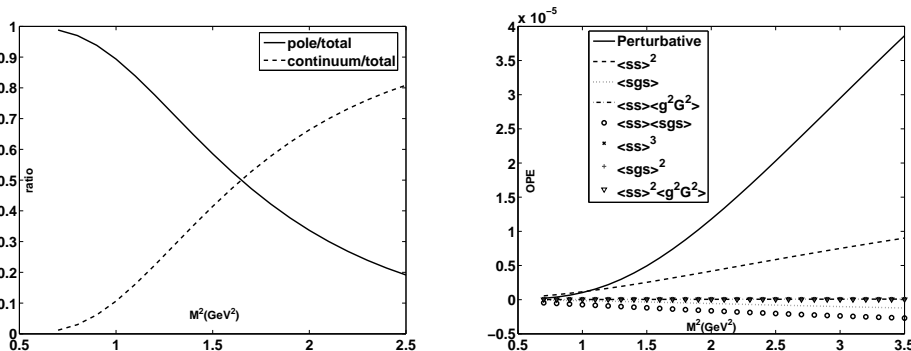 1
0.9
0.8
0.7
0.6
0.5
0.4
0.3
0.2
0.1
0
ratio
pole/total
continuum/total
M²(GeV²)
0.5 1 1.5 2 2.5
x 10⁻⁵
4
3.5
3
2.5
2
1.5
1
0.5
0
−0.5
OPE
Perturbative
<ss>²
<sgs>
<ss><g²G²>
<ss><sgs>
<ss>³
<sgs>²
<ss>²<g²G²>
M²(GeV²)
0.5 1 1.5 2 2.5 3 3.5